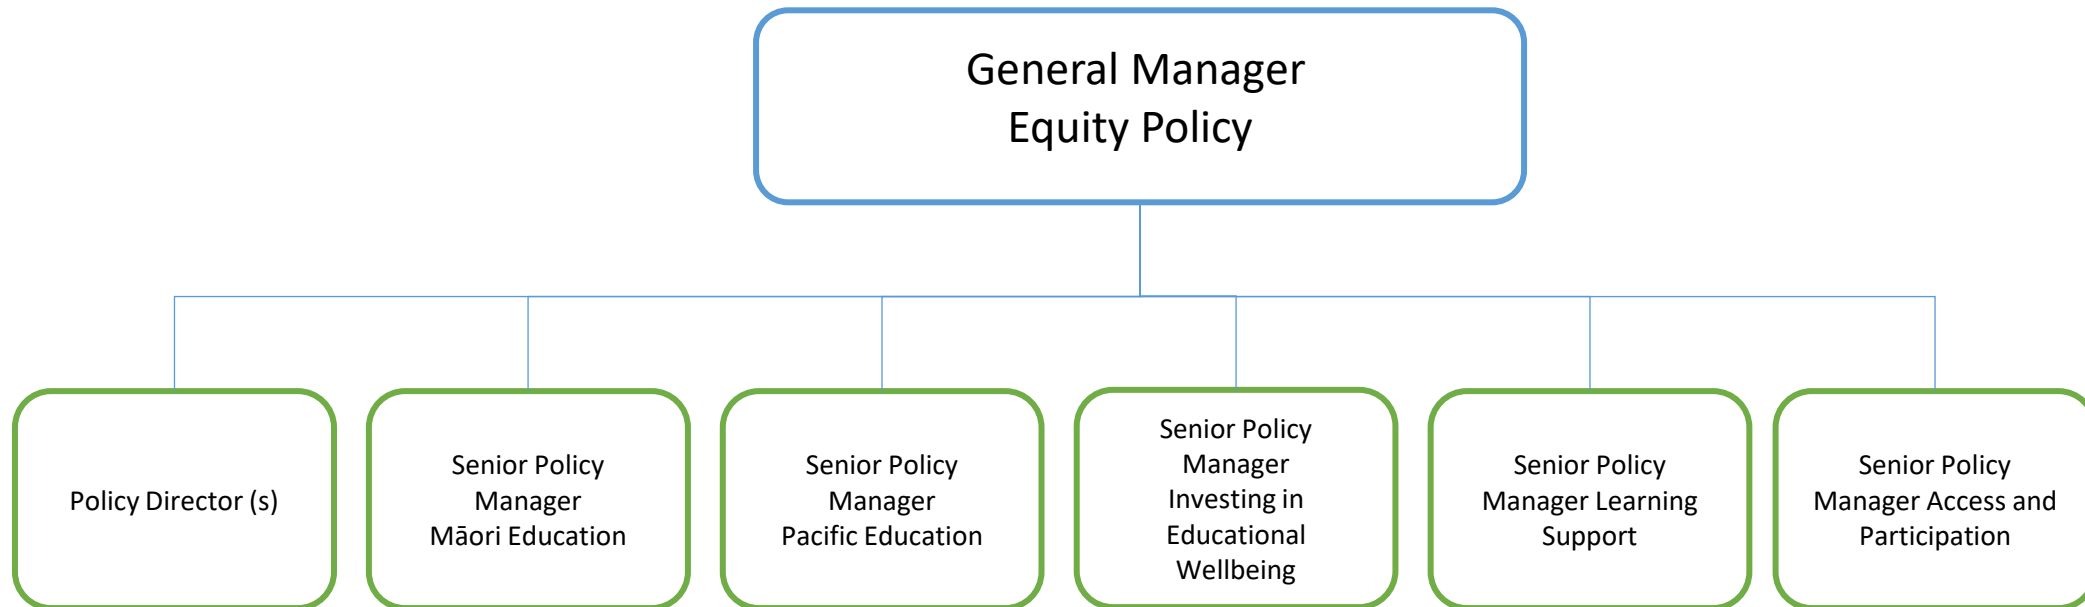 General Manager
Equity Policy
Policy Director (s)
Senior Policy
Manager
Māori Education
Senior Policy
Manager
Pacific Education
Senior Policy
Manager
Investing in
Educational
Wellbeing
Senior Policy
Manager Learning
Support
Senior Policy
Manager Access and
Participation